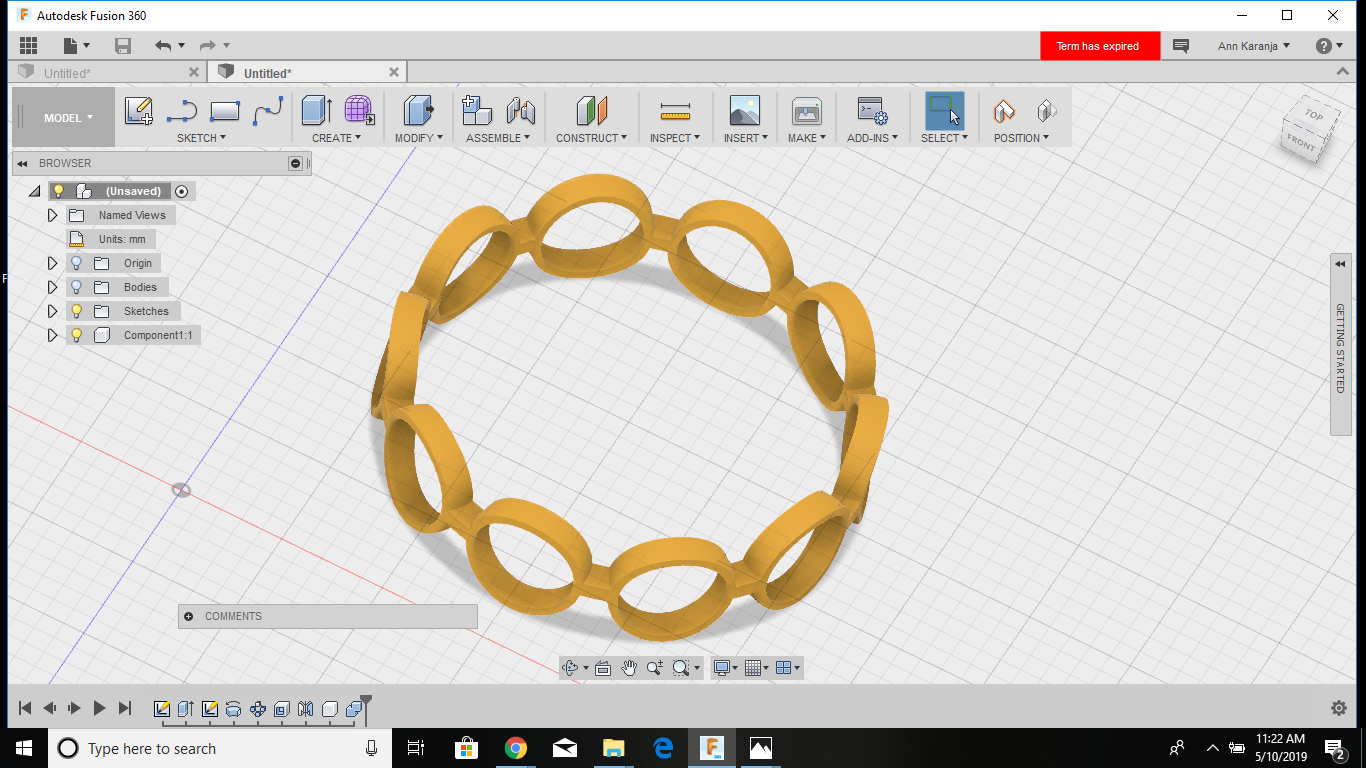 Autodesk Fusion 360
Term has expired
Ann Karanja
Untitled*
Untitled*
MODEL
SKETCH
CREATE
MODIFY
ASSEMBLE
CONSTRUCT
INSPECT
INSERT
MAKE
ADD-INS
SELECT
POSITION
TOP
FRONT
BROWSER
(Unsaved)
Named Views
Units: mm
Origin
F
Bodies
Sketches
Component1:1
GETTING STARTED
COMMENTS
Type here to search
11:22 AM
5/10/2019
2